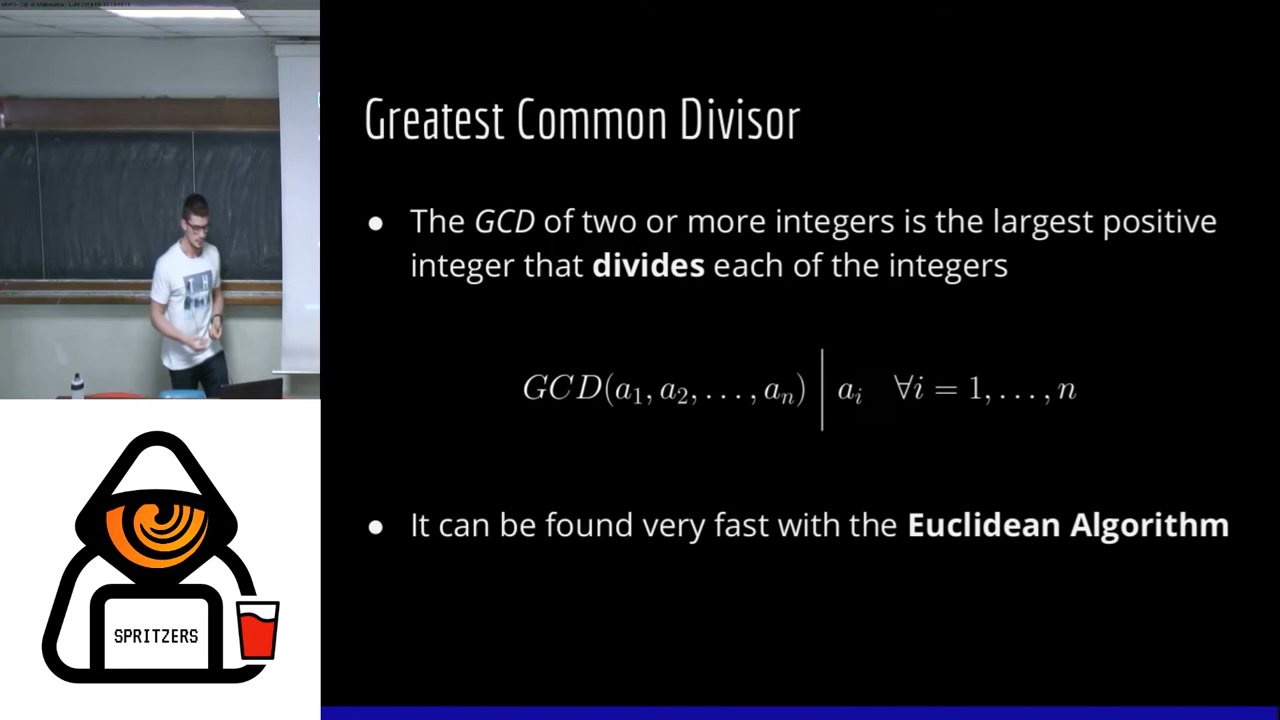 Greatest Common Divisor
● The GCD of two or more integers is the largest positive
integer that divides each of the integers
GCD(a₁, a₂, . . . , aₙ) | aᵢ ∀i = 1, . . . , n
● It can be found very fast with the Euclidean Algorithm
TH
SPRITZERS